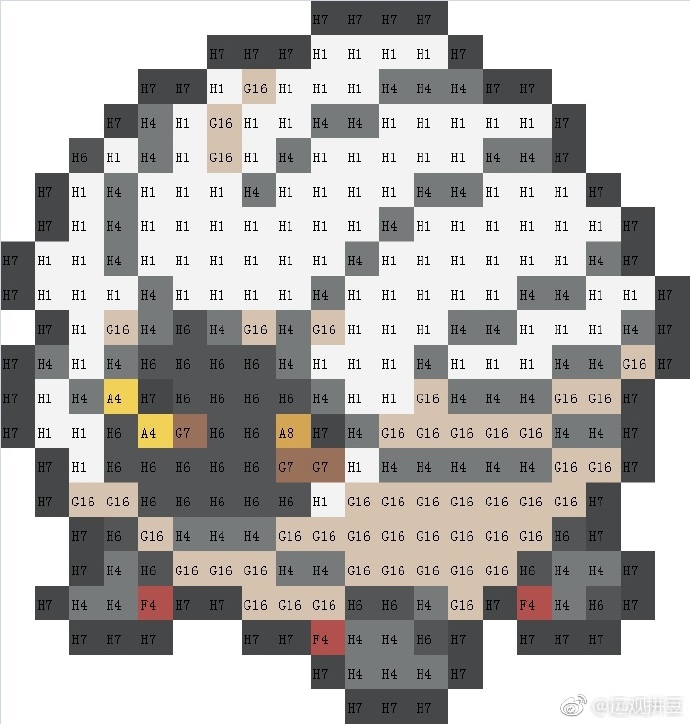 H7 H7 H7 H7
H7 H7 H7 H1 H1 H1 H1 H7
H7 H7 H1 G16 H1 H1 H1 H4 H4 H4 H7 H7
H7 H4 H1 G16 H1 H1 H4 H4 H1 H1 H1 H1 H1 H7
H6 H1 H4 H1 G16 H1 H4 H1 H1 H1 H1 H1 H4 H4 H7
H7 H1 H4 H1 H1 H1 H4 H1 H1 H1 H1 H4 H4 H1 H1 H1 H7
H7 H1 H4 H1 H1 H1 H1 H1 H1 H1 H4 H1 H1 H1 H1 H1 H1 H7
H7 H1 H1 H4 H1 H1 H1 H1 H1 H1 H4 H1 H1 H1 H1 H1 H1 H4 H7
H7 H1 H1 H1 H4 H1 H1 H1 H1 H4 H1 H1 H1 H1 H1 H4 H4 H1 H1 H7
H7 H1 G16 H4 H6 H4 G16 H4 G16 H1 H1 H1 H4 H4 H1 H1 H1 H4 H7
H7 H4 H1 H4 H6 H6 H6 H6 H4 H1 H1 H1 H4 H1 H1 H1 H4 H4 G16 H7
H7 H1 H4 A4 H7 H6 H6 H6 H6 H4 H1 H1 G16 H4 H4 H4 G16 G16 H7
H7 H1 H1 H6 A4 G7 H6 H6 A8 H7 H4 G16 G16 G16 G16 G16 H4 H4 H7
H7 H1 H6 H6 H6 H6 H6 G7 G7 H1 H4 H4 H4 H4 H4 G16 G16 H7
H7 G16 G16 H6 H6 H6 H6 H6 H1 G16 G16 G16 G16 G16 G16 G16 H7
H7 H6 G16 H4 H4 H4 G16 G16 G16 G16 G16 G16 G16 G16 H6 H7
H7 H4 H6 G16 G16 G16 H4 H4 G16 G16 G16 G16 G16 H6 H4 H4 H7
H7 H4 H4 F4 H7 H7 G16 G16 G16 H6 H6 H4 G16 H7 F4 H4 H6 H7
H7 H7 H7 H7 H7 F4 H4 H4 H6 H7 H7 H7 H7
H7 H4 H4 H4 H7
H7 H7 H7
@远观拼豆